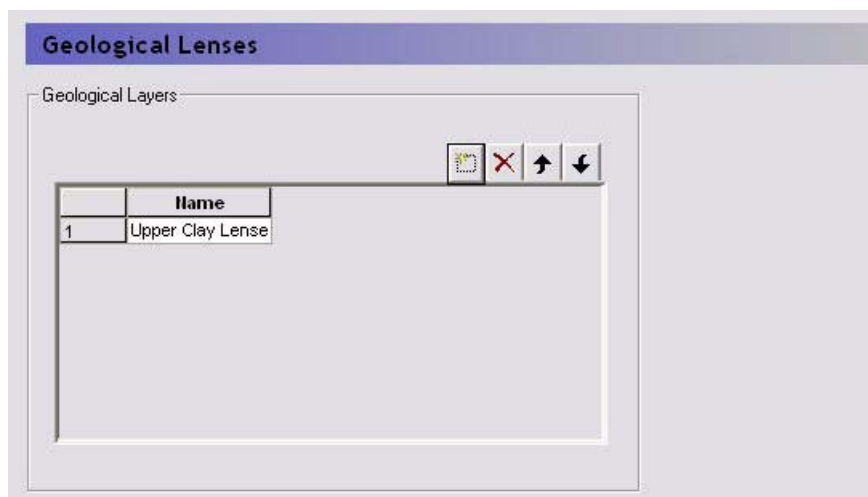 Geological Lenses
Geological Layers
Name
1 Upper Clay Lense